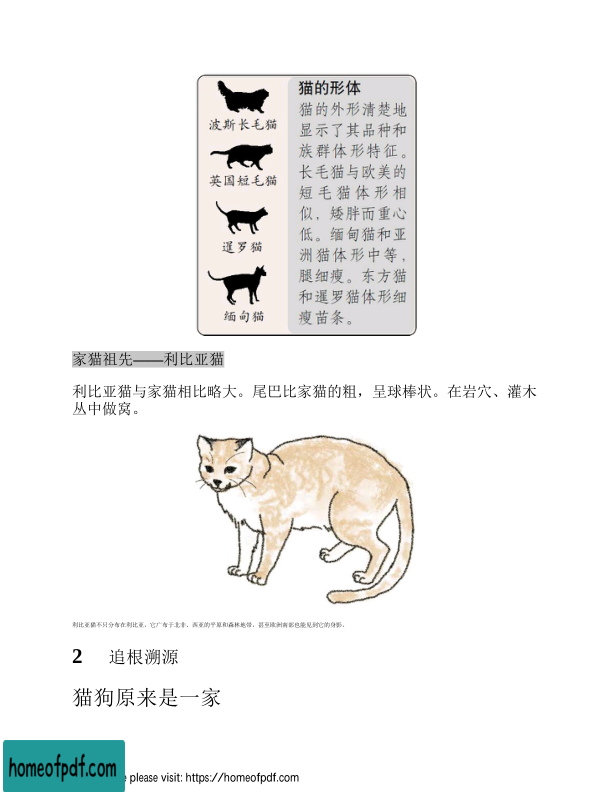 猫的形体
猫的外形清楚地
显示了其品种和
族群体形特征。
长毛猫与欧美的
短毛猫体形相
似，矮胖而重心
低。缅甸猫和亚
洲猫体形中等，
腿细瘦。东方猫
和暹罗猫体形细
瘦苗条。
波斯长毛猫
英国短毛猫
暹罗猫
缅甸猫
家猫祖先——利比亚猫
利比亚猫与家猫相比略大。尾巴比家猫的粗，呈球棒状。在岩穴、灌木
丛中做窝。
利比亚猫不只分布在利比亚，它广布于北非、西亚的平原和森林地带，甚至欧洲南部也能见到它的身影。
2 追根溯源
猫狗原来是一家
homeofpdf.com
e please visit: https://homeofpdf.com